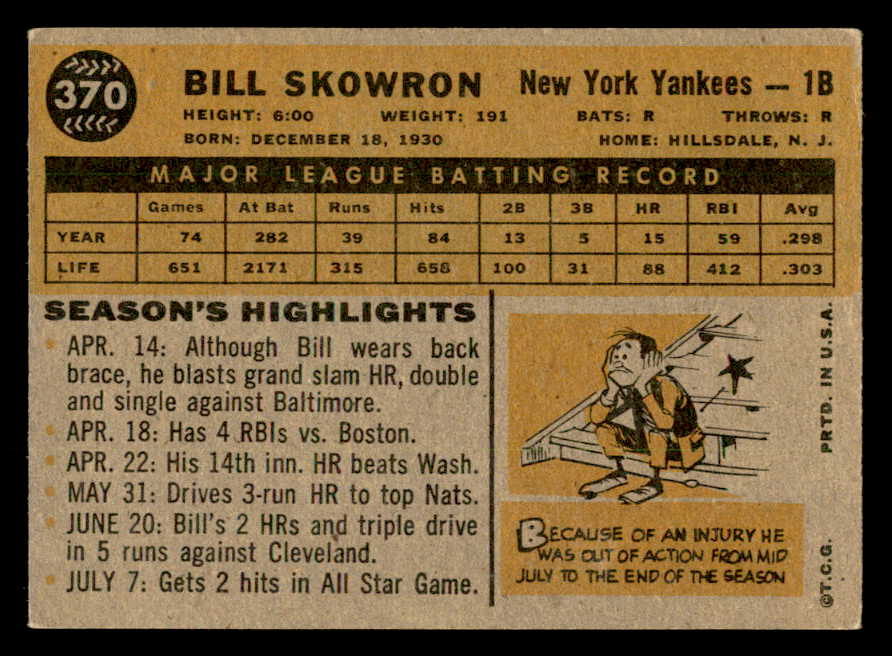 370
BILL SKOWRON New York Yankees — 1B
HEIGHT: 6:00 WEIGHT: 191 BATS: R THROWS: R
BORN: DECEMBER 18, 1930 HOME: HILLSDALE, N. J.
MAJOR LEAGUE BATTING RECORD
Games At Bat Runs Hits 2B 3B HR RBI Avg
YEAR 74 282 39 84 13 5 15 59 .298
LIFE 651 2171 315 658 100 31 88 412 .303
SEASON'S HIGHLIGHTS
APR. 14: Although Bill wears back
brace, he blasts grand slam HR, double
and single against Baltimore.
APR. 18: Has 4 RBIs vs. Boston.
APR. 22: His 14th inn. HR beats Wash.
MAY 31: Drives 3-run HR to top Nats.
JUNE 20: Bill's 2 HRs and triple drive
in 5 runs against Cleveland.
JULY 7: Gets 2 hits in All Star Game.
BECAUSE OF AN INJURY HE
WAS OUT OF ACTION FROM MID
JULY TO THE END OF THE SEASON
©T.C.G. PRTD. IN U.S.A.